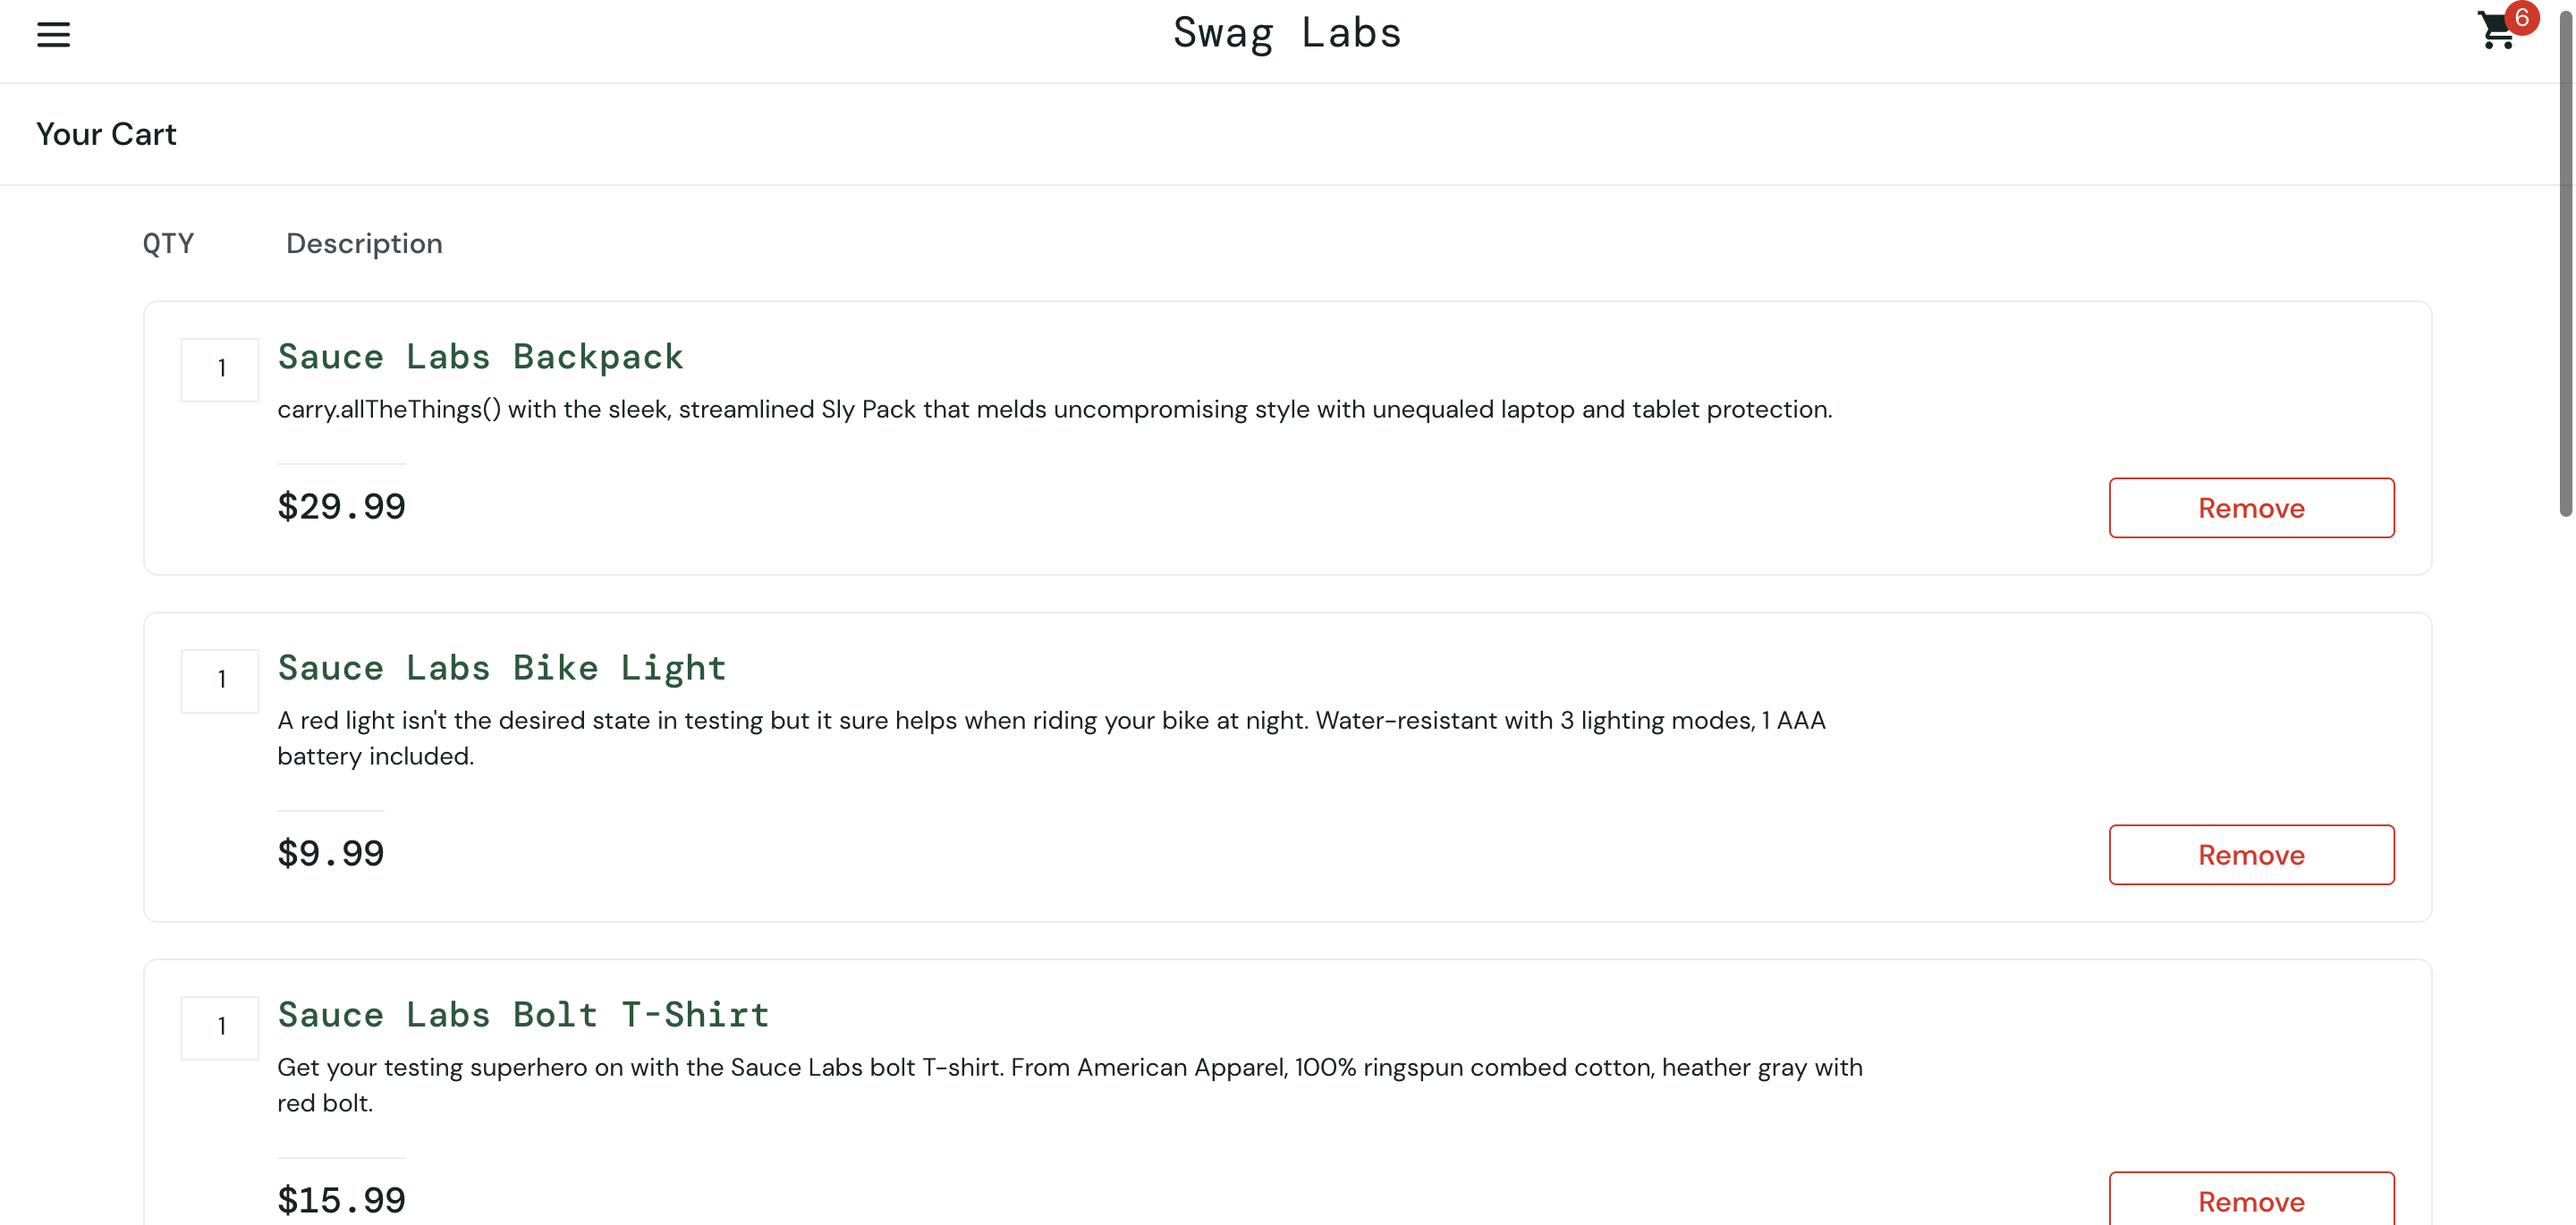 Swag Labs
6
Your Cart
QTY Description
1
Sauce Labs Backpack
carry.allTheThings() with the sleek, streamlined Sly Pack that melds uncompromising style with unequaled laptop and tablet protection.
$29.99
Remove
1
Sauce Labs Bike Light
A red light isn't the desired state in testing but it sure helps when riding your bike at night. Water-resistant with 3 lighting modes, 1 AAA
battery included.
$9.99
Remove
1
Sauce Labs Bolt T-Shirt
Get your testing superhero on with the Sauce Labs bolt T-shirt. From American Apparel, 100% ringspun combed cotton, heather gray with
red bolt.
$15.99
Remove